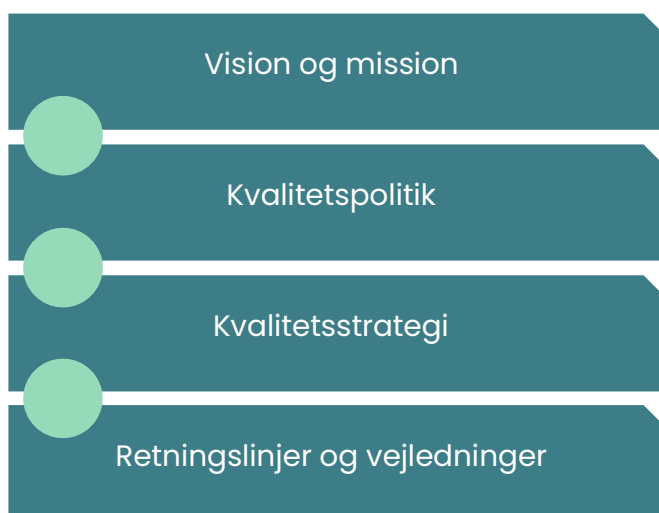 Vision og mission
Kvalitetspolitik
Kvalitetsstrategi
Retningslinjer og vejledninger